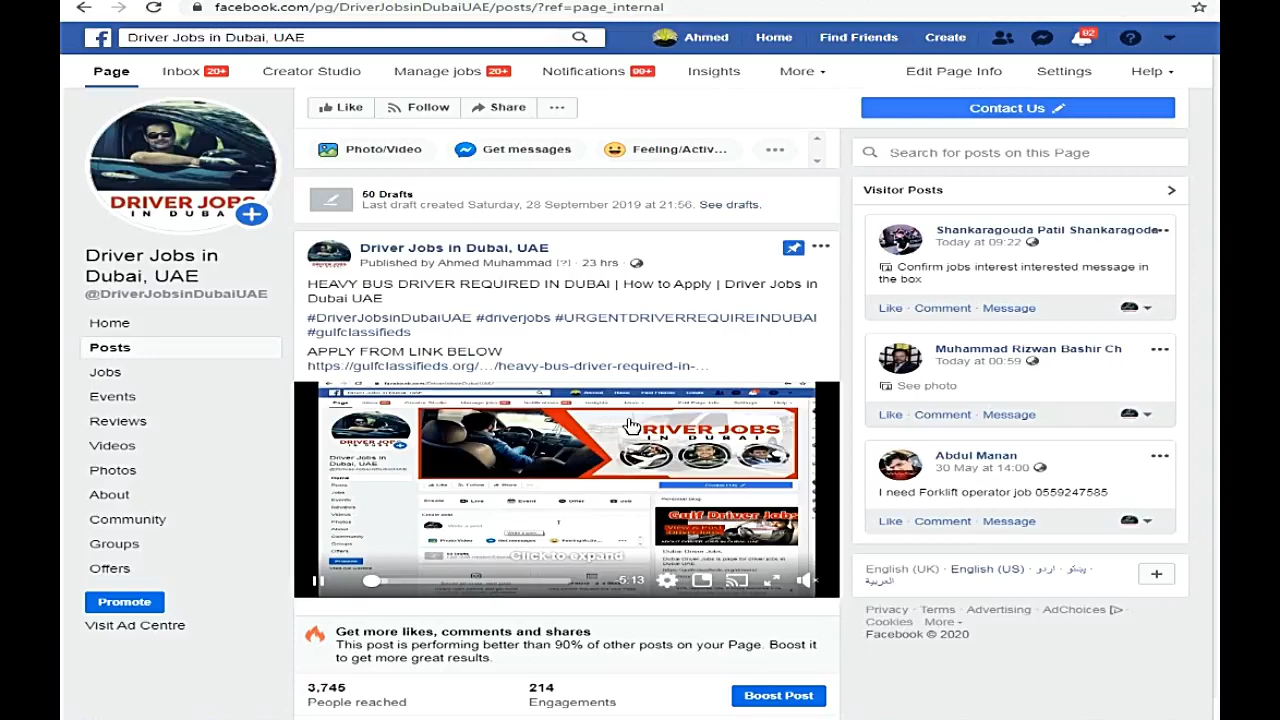 facebook.com/pg/DriverJobsinDubaiUAE/posts/?ref=page_internal
Driver Jobs in Dubai, UAE
Ahmed Home Find Friends Create 92
Page Inbox 20+ Creator Studio Manage jobs 20+ Notifications 99+ Insights More Edit Page Info Settings Help
DRIVER JOBS
IN DUBA
Driver Jobs in
Dubai, UAE
@DriverJobsinDubaiUAE
Home
Posts
Jobs
Events
Reviews
Videos
Photos
About
Community
Groups
Offers
Promote
Visit Ad Centre
Like Follow Share ...
Contact Us
Photo/Video Get messages Feeling/Activ... ...
50 Drafts
Last draft created Saturday, 28 September 2019 at 21:56. See drafts.
Driver Jobs in Dubai, UAE
Published by Ahmed Muhammad [?] · 23 hrs ·
HEAVY BUS DRIVER REQUIRED IN DUBAI | How to Apply | Driver Jobs in
Dubai UAE
#DriverJobsinDubaiUAE #driverjobs #URGENTDRIVERREQUIREINDUBAI
#gulfclassifieds
APPLY FROM LINK BELOW
https://gulfclassifieds.org/.../heavy-bus-driver-required-in-...
DRIVER JOBS
IN DUBAI
Driver Jobs in
Dubai, UAE
Gulf Driver Jobs
Click to expand
-5:13
Get more likes, comments and shares
This post is performing better than 90% of other posts on your Page. Boost it
to get more great results.
3,745
People reached
214
Engagements
Boost Post
Search for posts on this Page
Visitor Posts
Shankaragouda Patil Shankaragoda
Today at 09:22
Confirm jobs interest interested message in
the box
Like · Comment · Message
Muhammad Rizwan Bashir Ch
Today at 00:59
See photo
Like · Comment · Message
Abdul Manan
30 May at 14:00
I need Forklift operator job
Like · Comment · Message
English (UK) · English (US) · اردو · پښتو ·
العربية
Privacy · Terms · Advertising · AdChoices ·
Cookies · More
Facebook © 2020